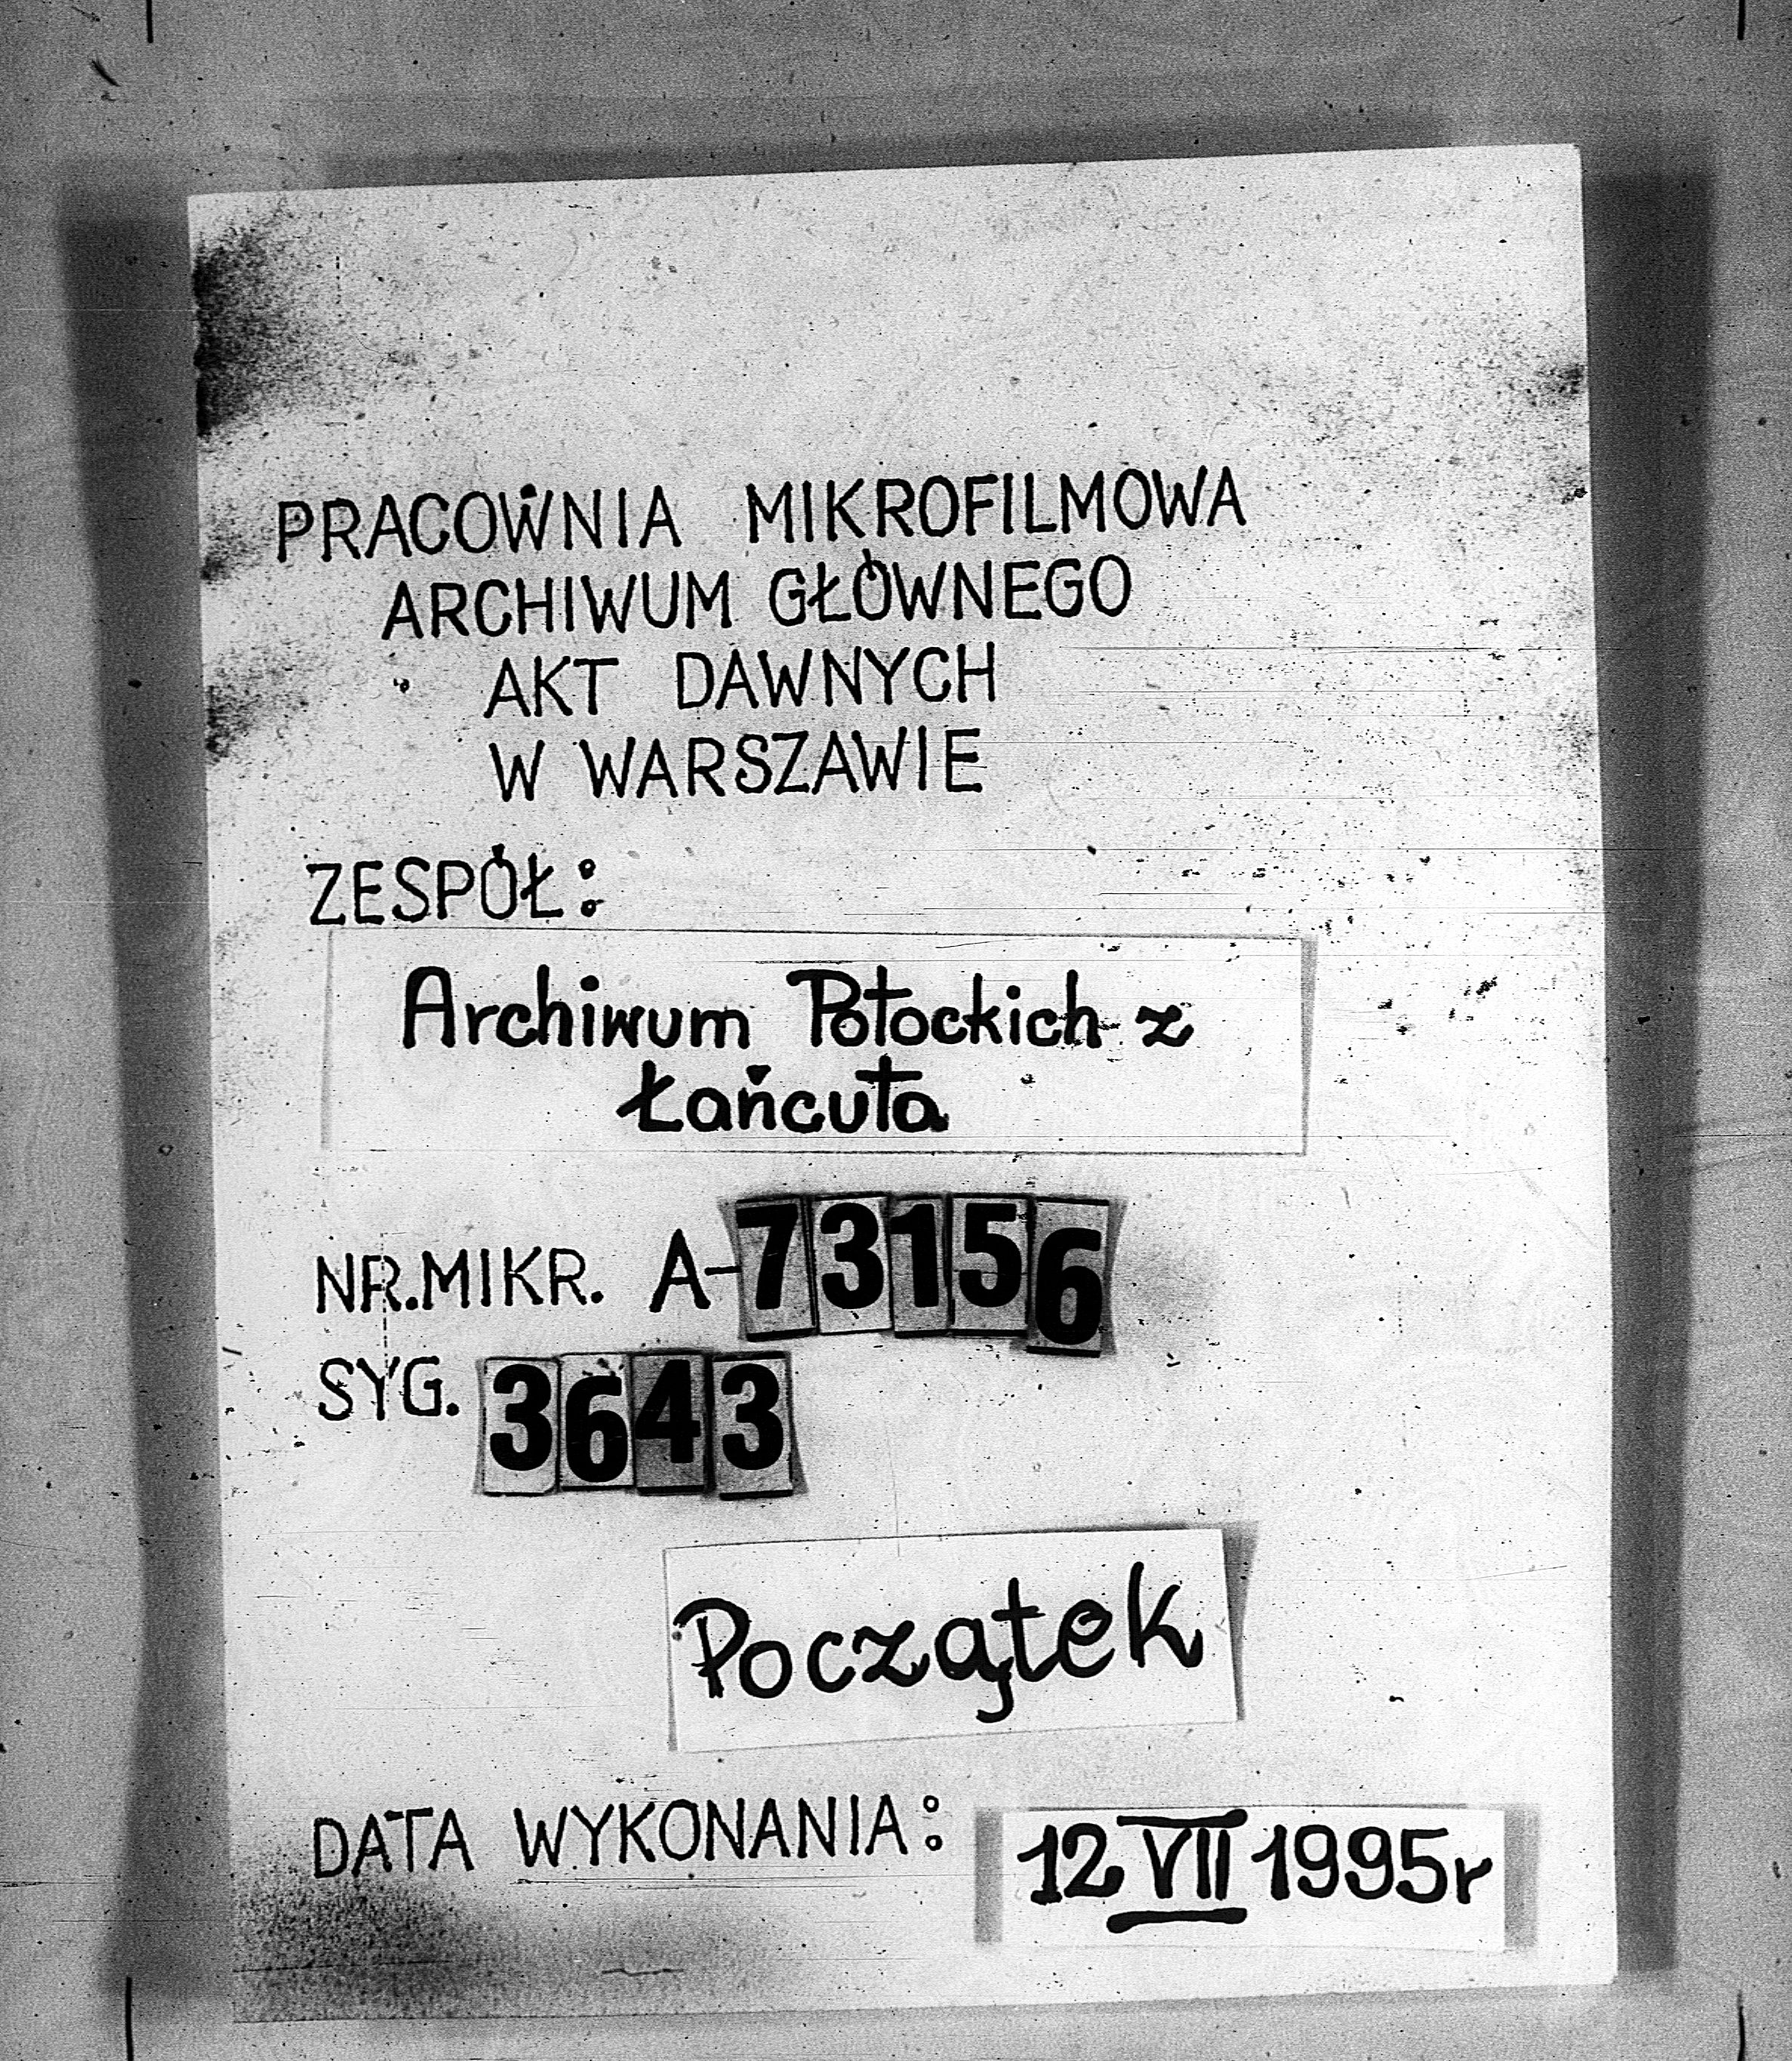 PRACOWNIA MIKROFILMOWA
ARCHIWUM GŁÓWNEGO
AKT DAWNYCH
W WARSZAWIE
ZESPÓŁ:
Archiwum Potockich z
Łańcuta
NR.MIKR. A-73156
SYG. 3643
Początek
DATA WYKONANIA: 12 VII 1995r